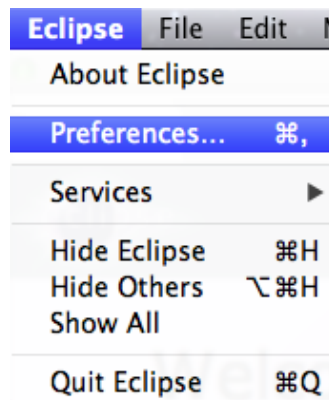 Eclipse File Edit
About Eclipse
Preferences... ⌘,
Services ▶
Hide Eclipse ⌘H
Hide Others ⌥⌘H
Show All
Quit Eclipse ⌘Q